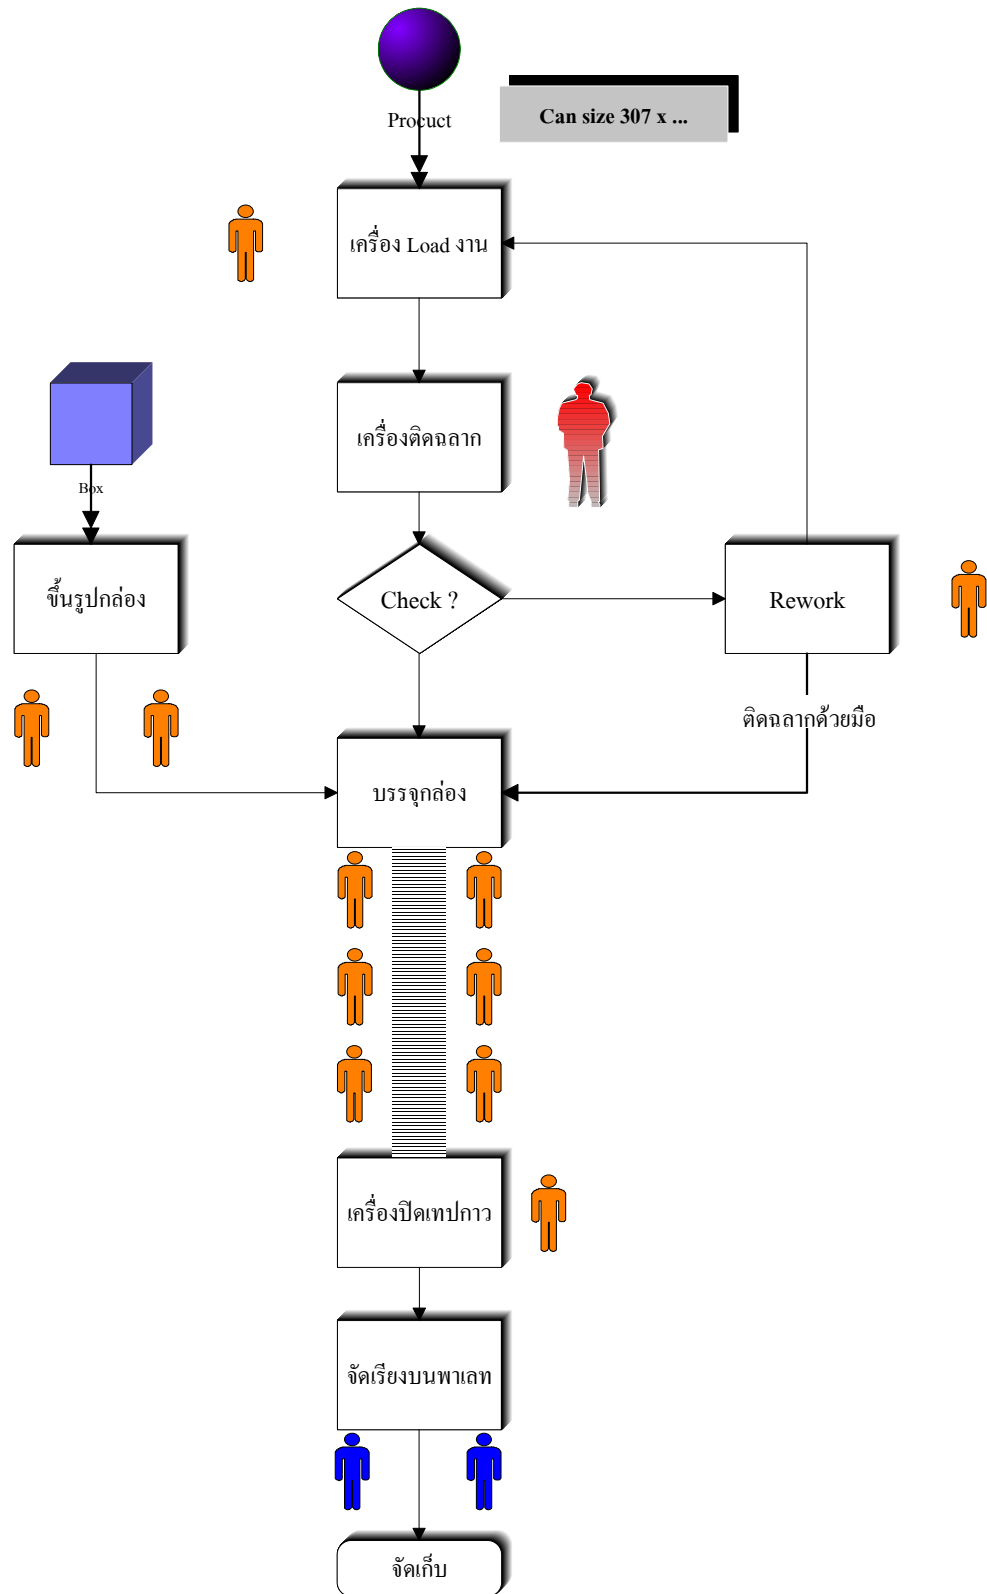 Procuct
Can size 307 x ...
เครื่อง Load งาน
เครื่องติดฉลาก
Box
ขึ้นรูปกล่อง
Check ?
Rework
ติดฉลากด้วยมือ
บรรจุกล่อง
เครื่องปิดเทปกาว
จัดเรียงบนพาเลท
จัดเก็บ